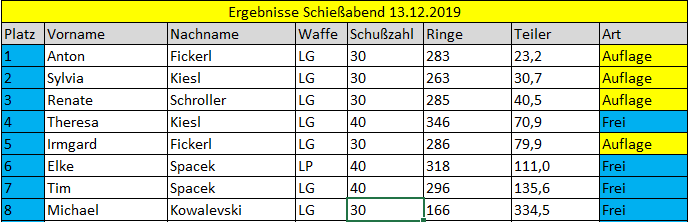 Ergebnisse Schießabend 13.12.2019
Platz Vorname Nachname Waffe Schußzahl Ringe Teiler Art
1 Anton Fickerl LG 30 283 23,2 Auflage
2 Sylvia Kiesl LG 30 263 30,7 Auflage
3 Renate Schroller LG 30 285 40,5 Auflage
4 Theresa Kiesl LG 40 346 70,9 Frei
5 Irmgard Fickerl LG 30 286 79,9 Auflage
6 Elke Spacek LP 40 318 111,0 Frei
7 Tim Spacek LG 40 296 135,6 Frei
8 Michael Kowalevski LG 30 166 334,5 Frei